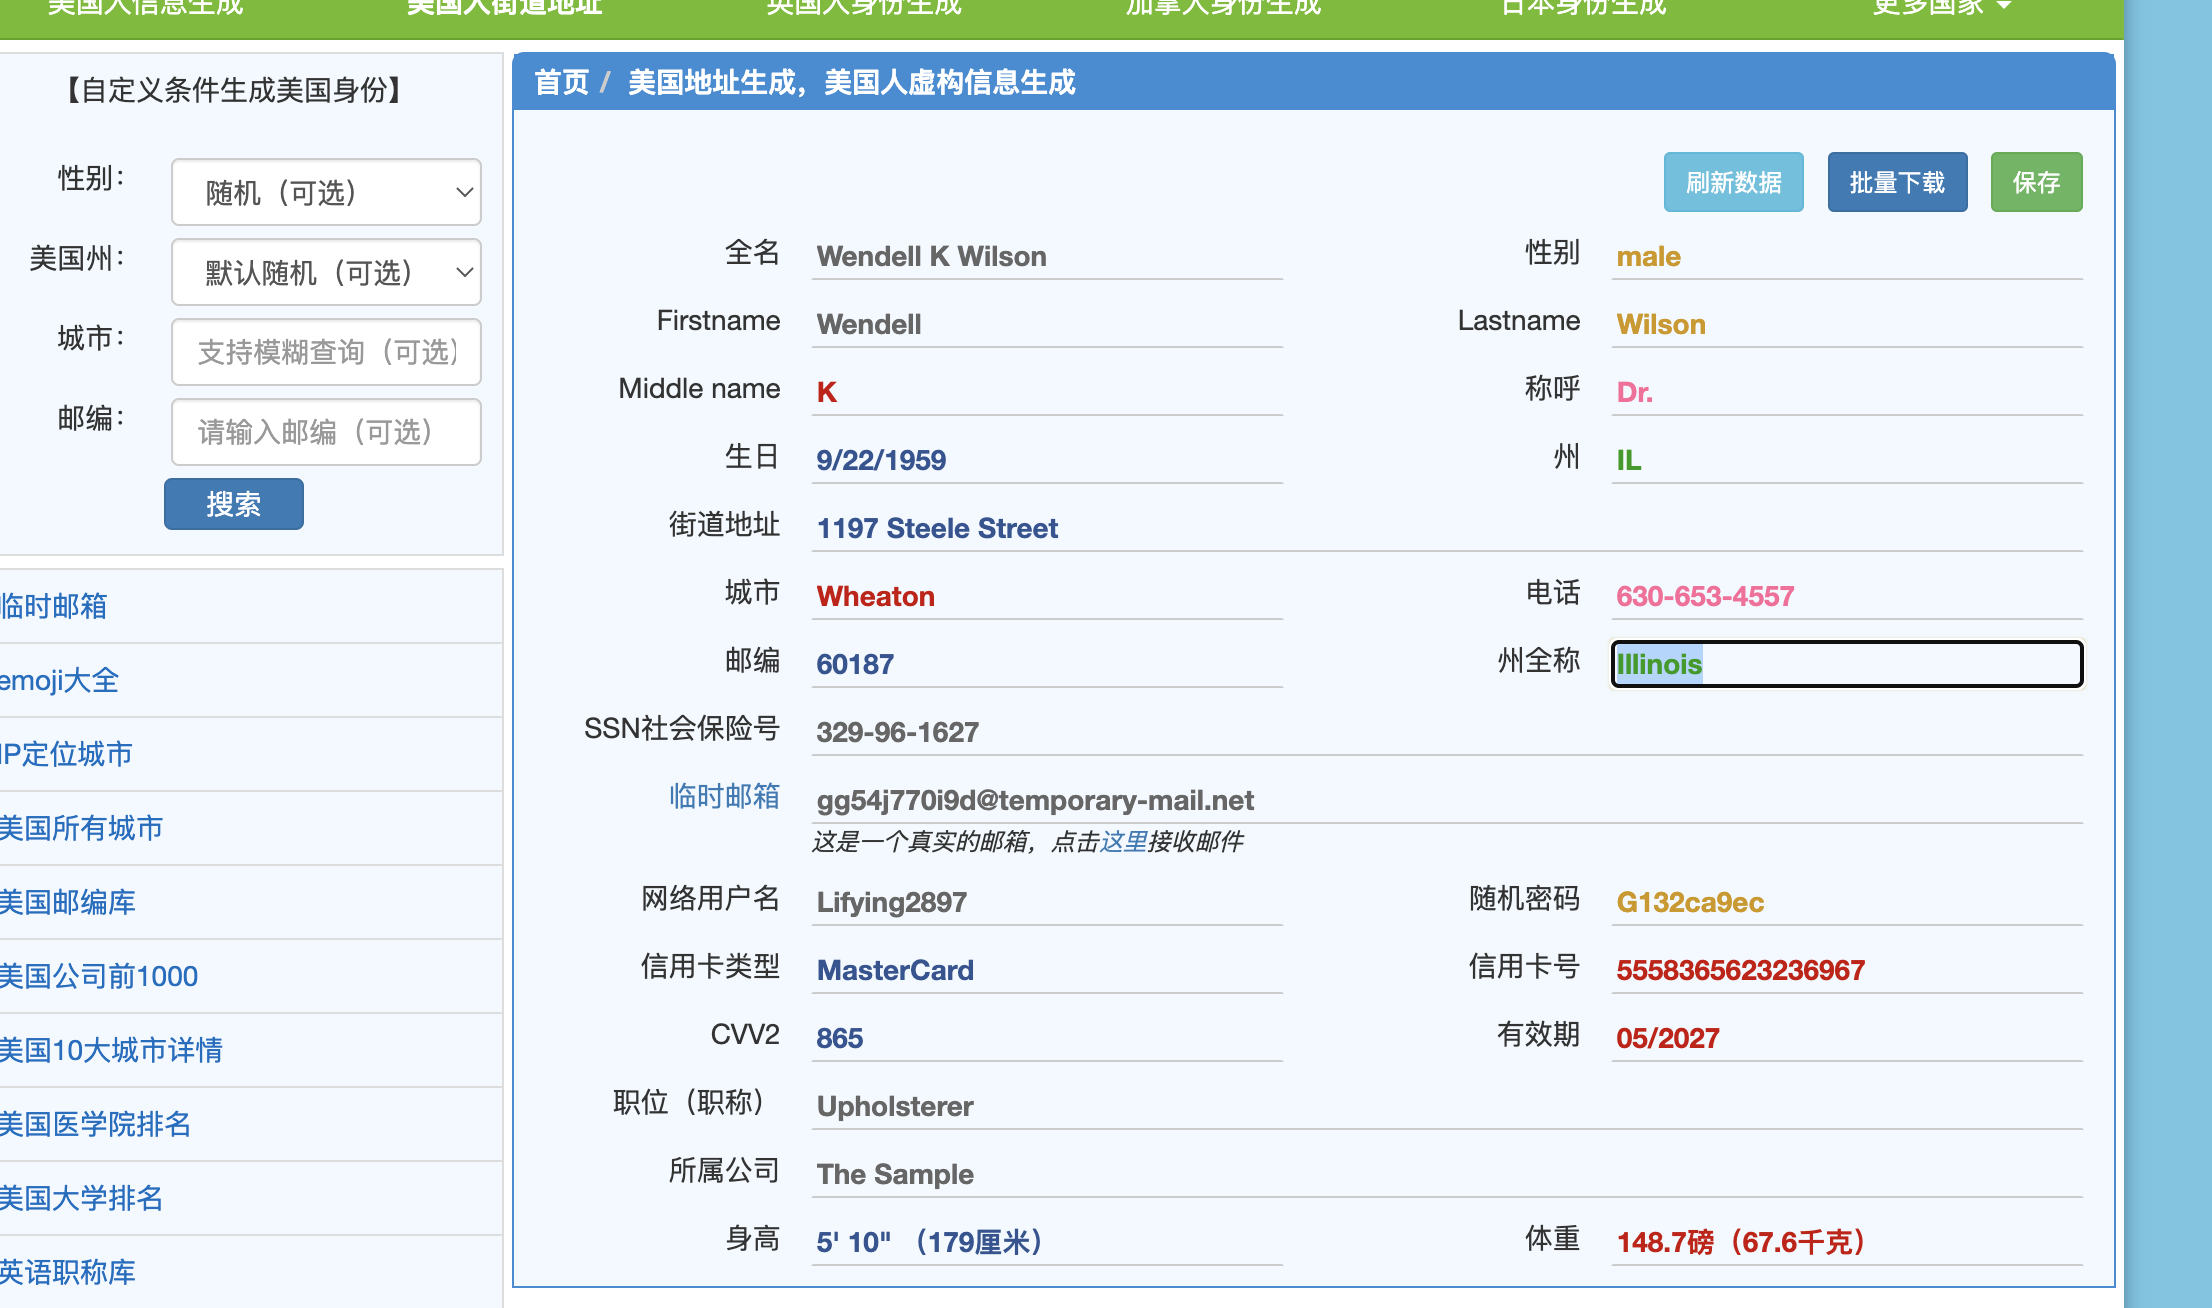 美国人信息生成 美国人街道地址 英国人身份生成 加拿大身份生成 日本身份生成 更多国家
【自定义条件生成美国身份】
性别： 随机（可选）
美国州： 默认随机（可选）
城市： 支持模糊查询（可选）
邮编： 请输入邮编（可选）
搜索
临时邮箱
emoji大全
IP定位城市
美国所有城市
美国邮编库
美国公司前1000
美国10大城市详情
美国医学院排名
美国大学排名
英语职称库
首页 / 美国地址生成，美国人虚构信息生成
刷新数据 批量下载 保存
全名 Wendell K Wilson 性别 male
Firstname Wendell Lastname Wilson
Middle name K 称呼 Dr.
生日 9/22/1959 州 IL
街道地址 1197 Steele Street
城市 Wheaton 电话 630-653-4557
邮编 60187 州全称 Illinois
SSN社会保险号 329-96-1627
临时邮箱 gg54j770i9d@temporary-mail.net
这是一个真实的邮箱，点击这里接收邮件
网络用户名 Lifying2897 随机密码 G132ca9ec
信用卡类型 MasterCard 信用卡号 5558365623236967
CVV2 865 有效期 05/2027
职位（职称） Upholsterer
所属公司 The Sample
身高 5' 10" （179厘米） 体重 148.7磅（67.6千克）